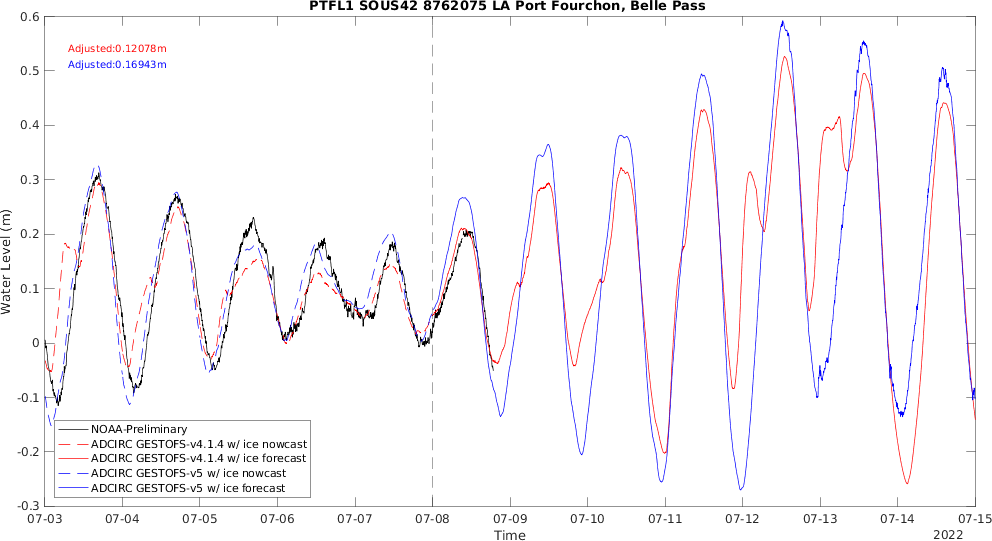 PTFL1 SOUS42 8762075 LA Port Fourchon, Belle Pass
Adjusted:0.12078m
Adjusted:0.16943m
Water Level (m)
0.6
0.5
0.4
0.3
0.2
0.1
0
-0.1
-0.2
-0.3
NOAA-Preliminary
ADCIRC GESTOFS-v4.1.4 w/ ice nowcast
ADCIRC GESTOFS-v4.1.4 w/ ice forecast
ADCIRC GESTOFS-v5 w/ ice nowcast
ADCIRC GESTOFS-v5 w/ ice forecast
07-03 07-04 07-05 07-06 07-07 07-08 07-09 07-10 07-11 07-12 07-13 07-14 07-15
Time
2022